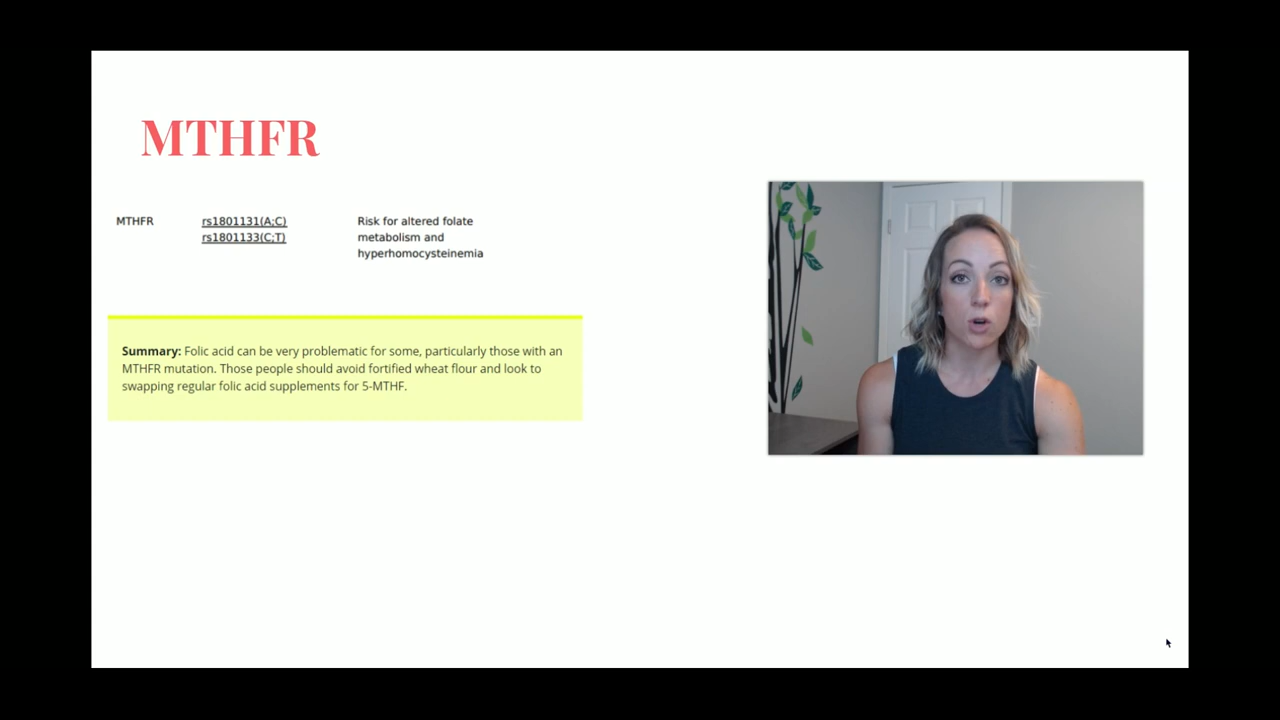 MTHFR
MTHFR rs1801131(A;C) Risk for altered folate
rs1801133(C;T) metabolism and
hyperhomocysteinemia
Summary: Folic acid can be very problematic for some, particularly those with an
MTHFR mutation. Those people should avoid fortified wheat flour and look to
swapping regular folic acid supplements for 5-MTHF.